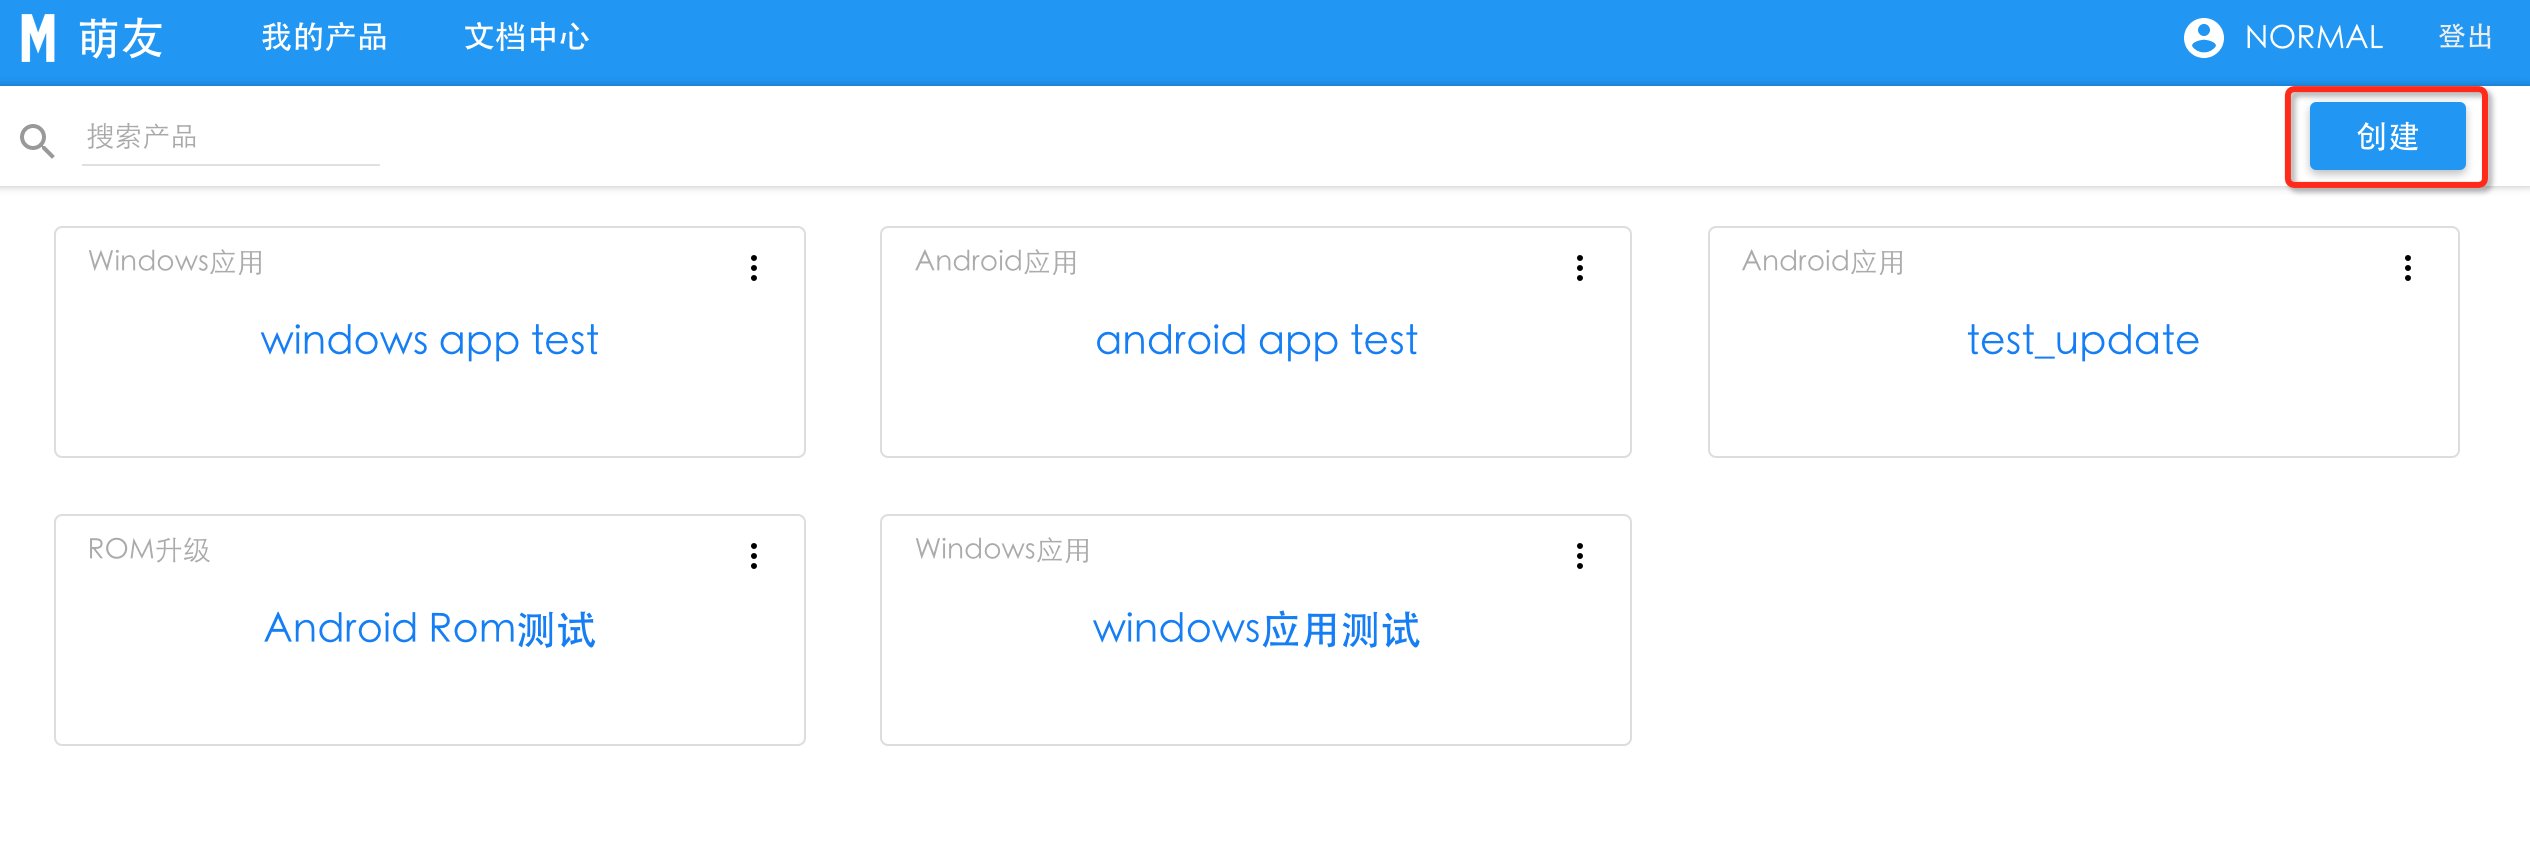 M 萌友 我的产品 文档中心 NORMAL 登出
搜索产品 创建
Windows应用
windows app test
Android应用
android app test
Android应用
test_update
ROM升级
Android Rom测试
Windows应用
windows应用测试